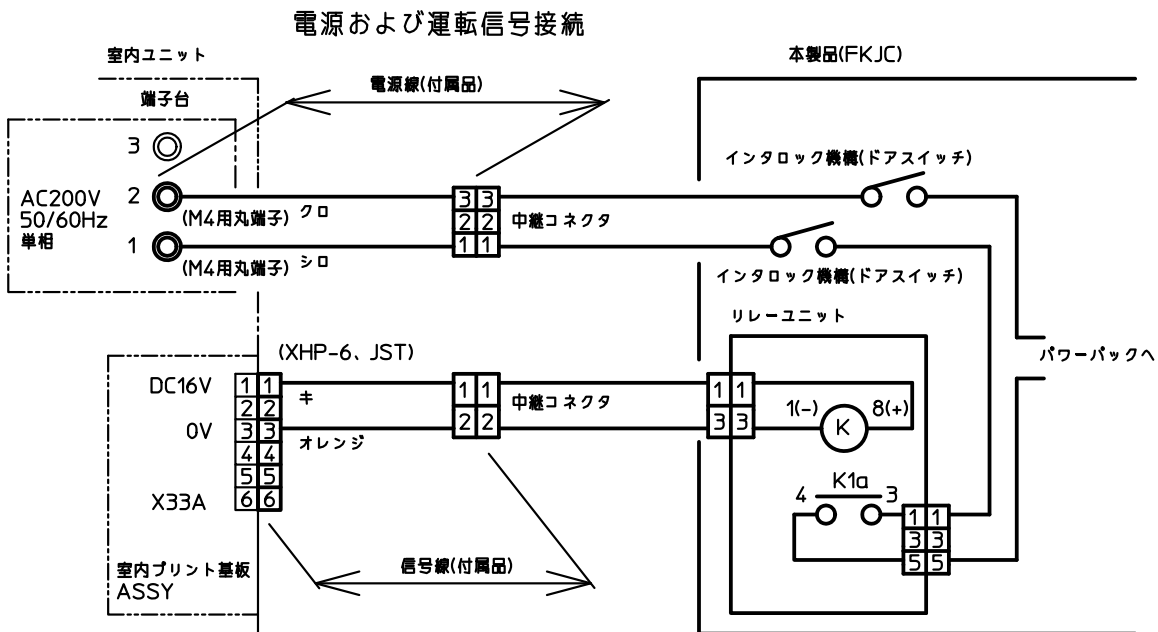 電源および運転信号接続
室内ユニット
本製品(FKJC)
端子台
電源線(付属品)
3
インタロック機構(ドアスイッチ)
AC200V
50/60Hz
単相
2
(M4用丸端子)
クロ
3 3
2 2
1 1
中継コネクタ
1
(M4用丸端子)
シロ
インタロック機構(ドアスイッチ)
リレーユニット
(XHP-6、JST)
パワーパックへ
DC16V
1 1
2 2
3 3
4 4
5 5
6 6
キ
1 1
2 2
中継コネクタ
1 1
3 3
1(-)
8(+)
K
0V
オレンジ
X33A
4
K1a
3
1 1
3 3
5 5
室内プリント基板
ASSY
信号線(付属品)